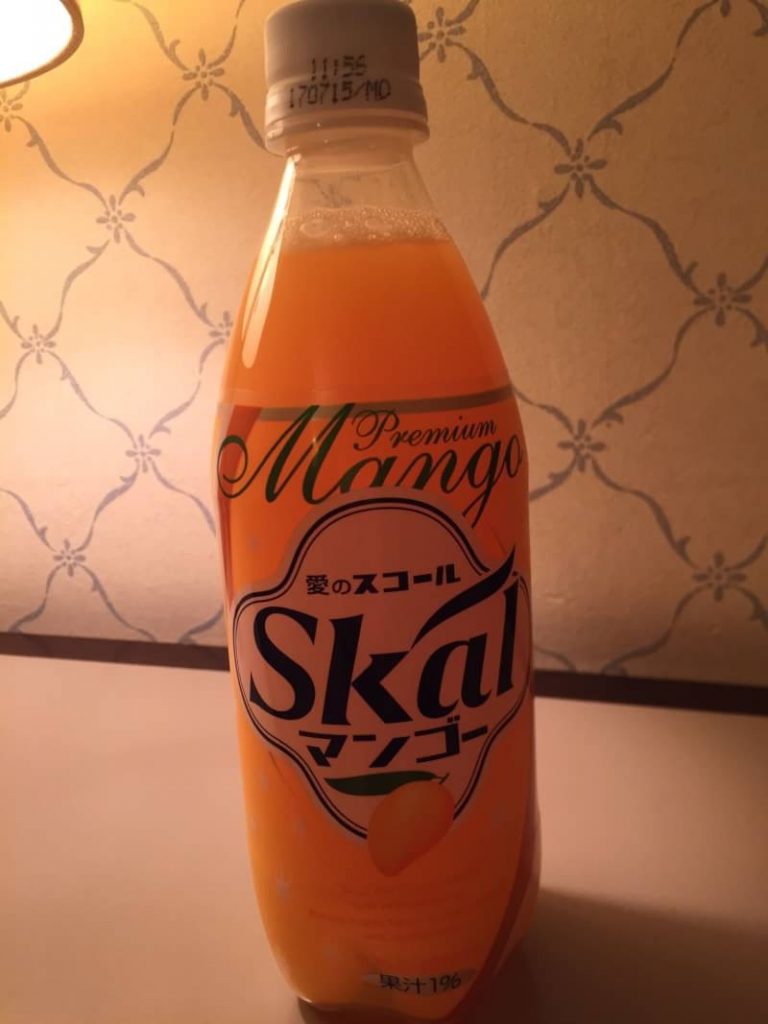 11:56
170715/MD
Premium
Mango
愛のスコール
Skal
マンゴー
果汁1%